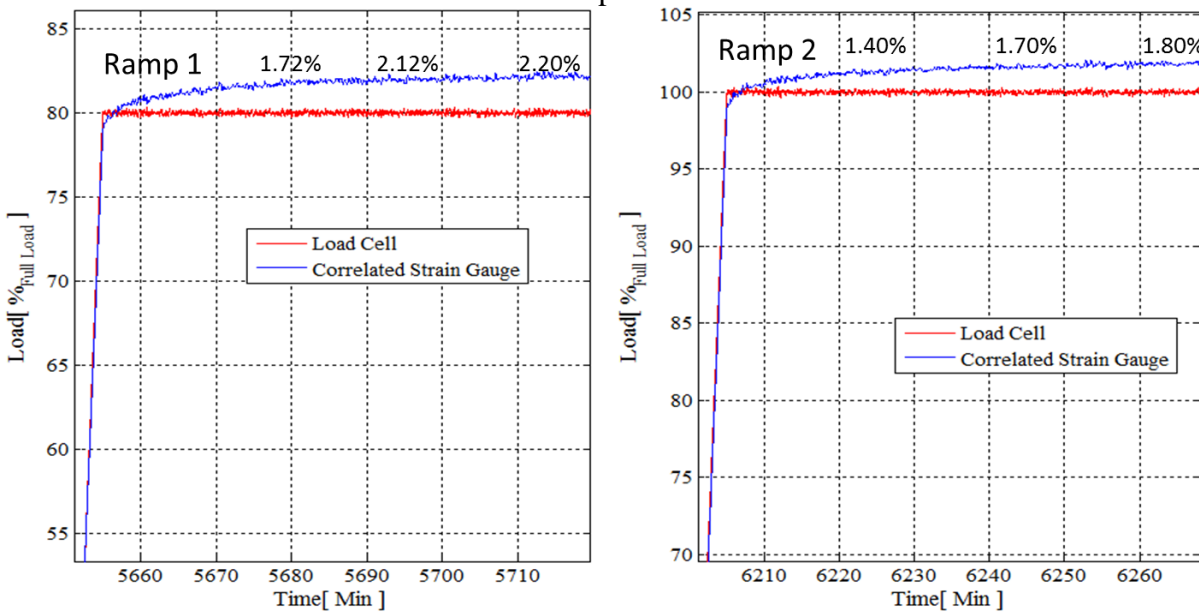 85
80
75
70
65
60
55
Load[ %Full Load ]
Ramp 1
1.72%
2.12%
2.20%
Load Cell
Correlated Strain Gauge
5660 5670 5680 5690 5700 5710
Time[ Min ]
105
100
95
90
85
80
75
70
Load[ %Full Load ]
Ramp 2
1.40%
1.70%
1.80%
Load Cell
Correlated Strain Gauge
6210 6220 6230 6240 6250 6260
Time[ Min ]